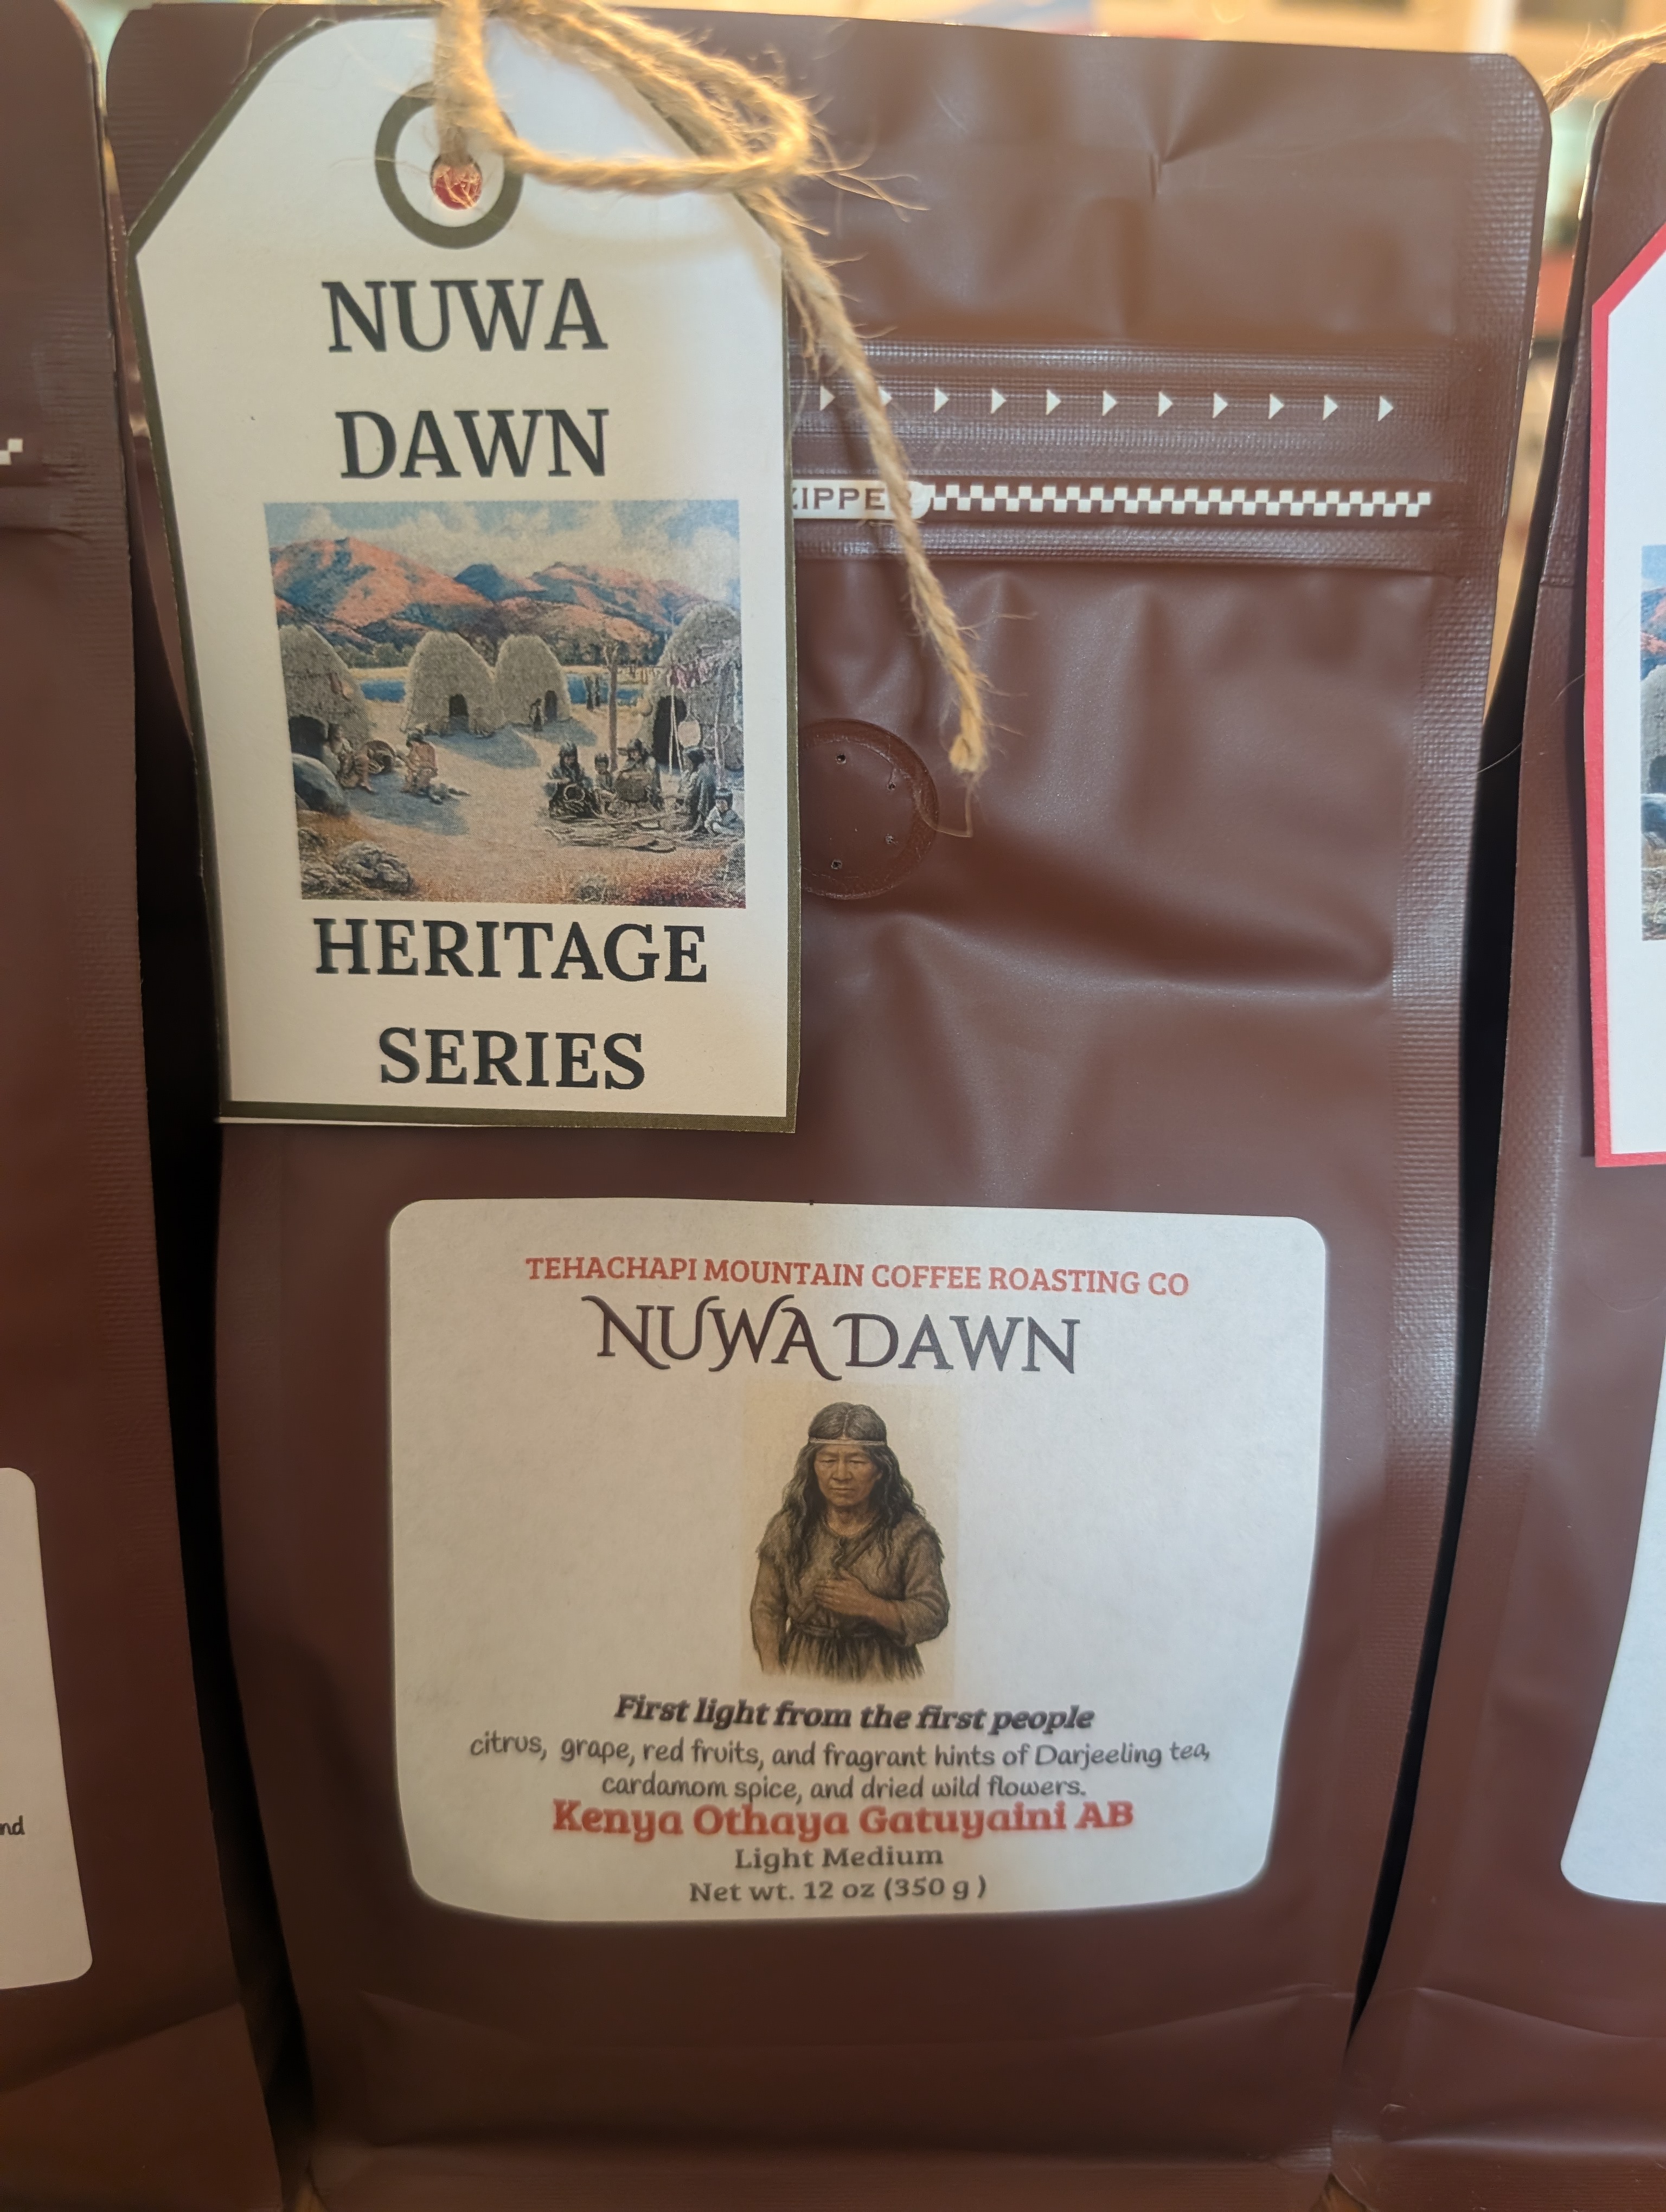 NUWA
DAWN
HERITAGE
SERIES
ZIPPER
TEHACHAPI MOUNTAIN COFFEE ROASTING CO
NUWA DAWN
First light from the first people
citrus, grape, red fruits, and fragrant hints of Darjeeling tea,
cardamom spice, and dried wild flowers.
Kenya Othaya Gatuyaini AB
Light Medium
Net wt. 12 oz (350 g )
nd